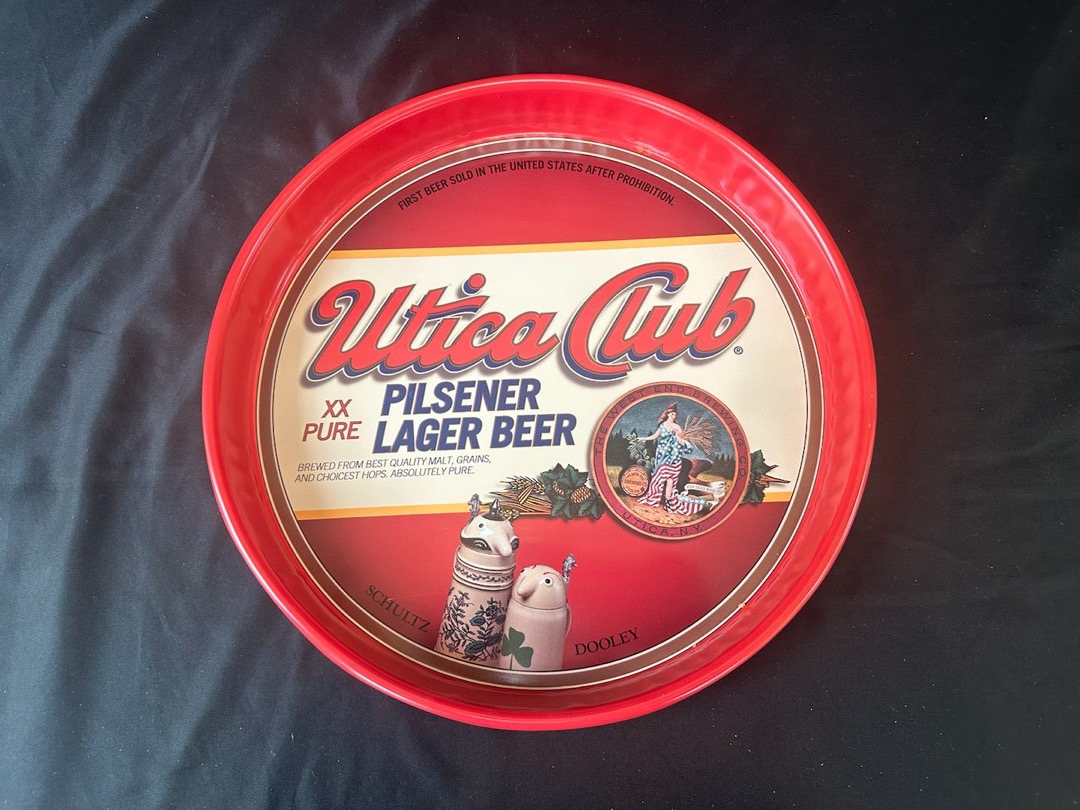 FIRST BEER SOLD IN THE UNITED STATES AFTER PROHIBITION.
Utica Club®
XX
PURE
PILSENER
LAGER BEER
BREWED FROM BEST QUALITY MALT, GRAINS,
AND CHOICEST HOPS. ABSOLUTELY PURE.
THE WEST END BREWING CO.
UTICA, N.Y.
SCHULTZ
DOOLEY